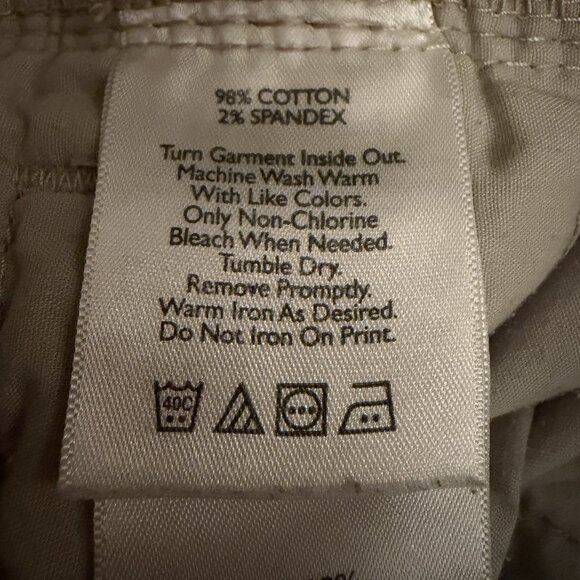 98% COTTON
2% SPANDEX
Turn Garment Inside Out.
Machine Wash Warm
With Like Colors.
Only Non-Chlorine
Bleach When Needed.
Tumble Dry.
Remove Promptly.
Warm Iron As Desired.
Do Not Iron On Print.
40C